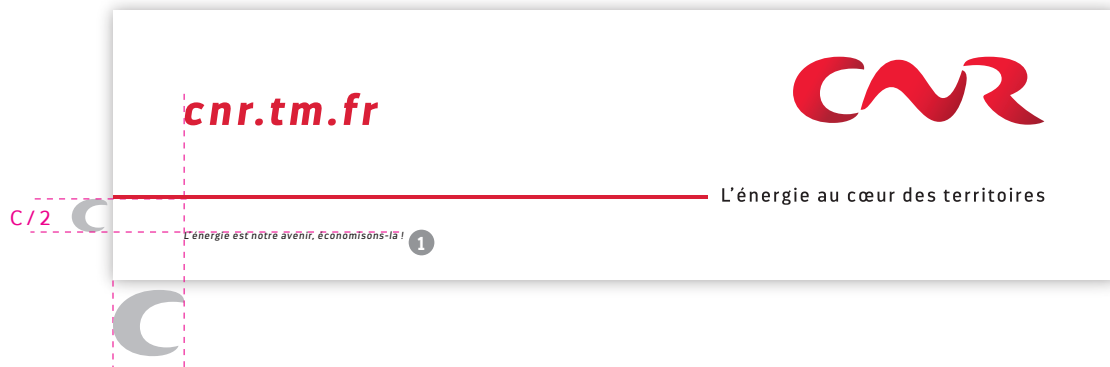 cnr.tm.fr
CNR
L'énergie au cœur des territoires
C/2 C
L'énergie est notre avenir, économisons-la ! 1
C